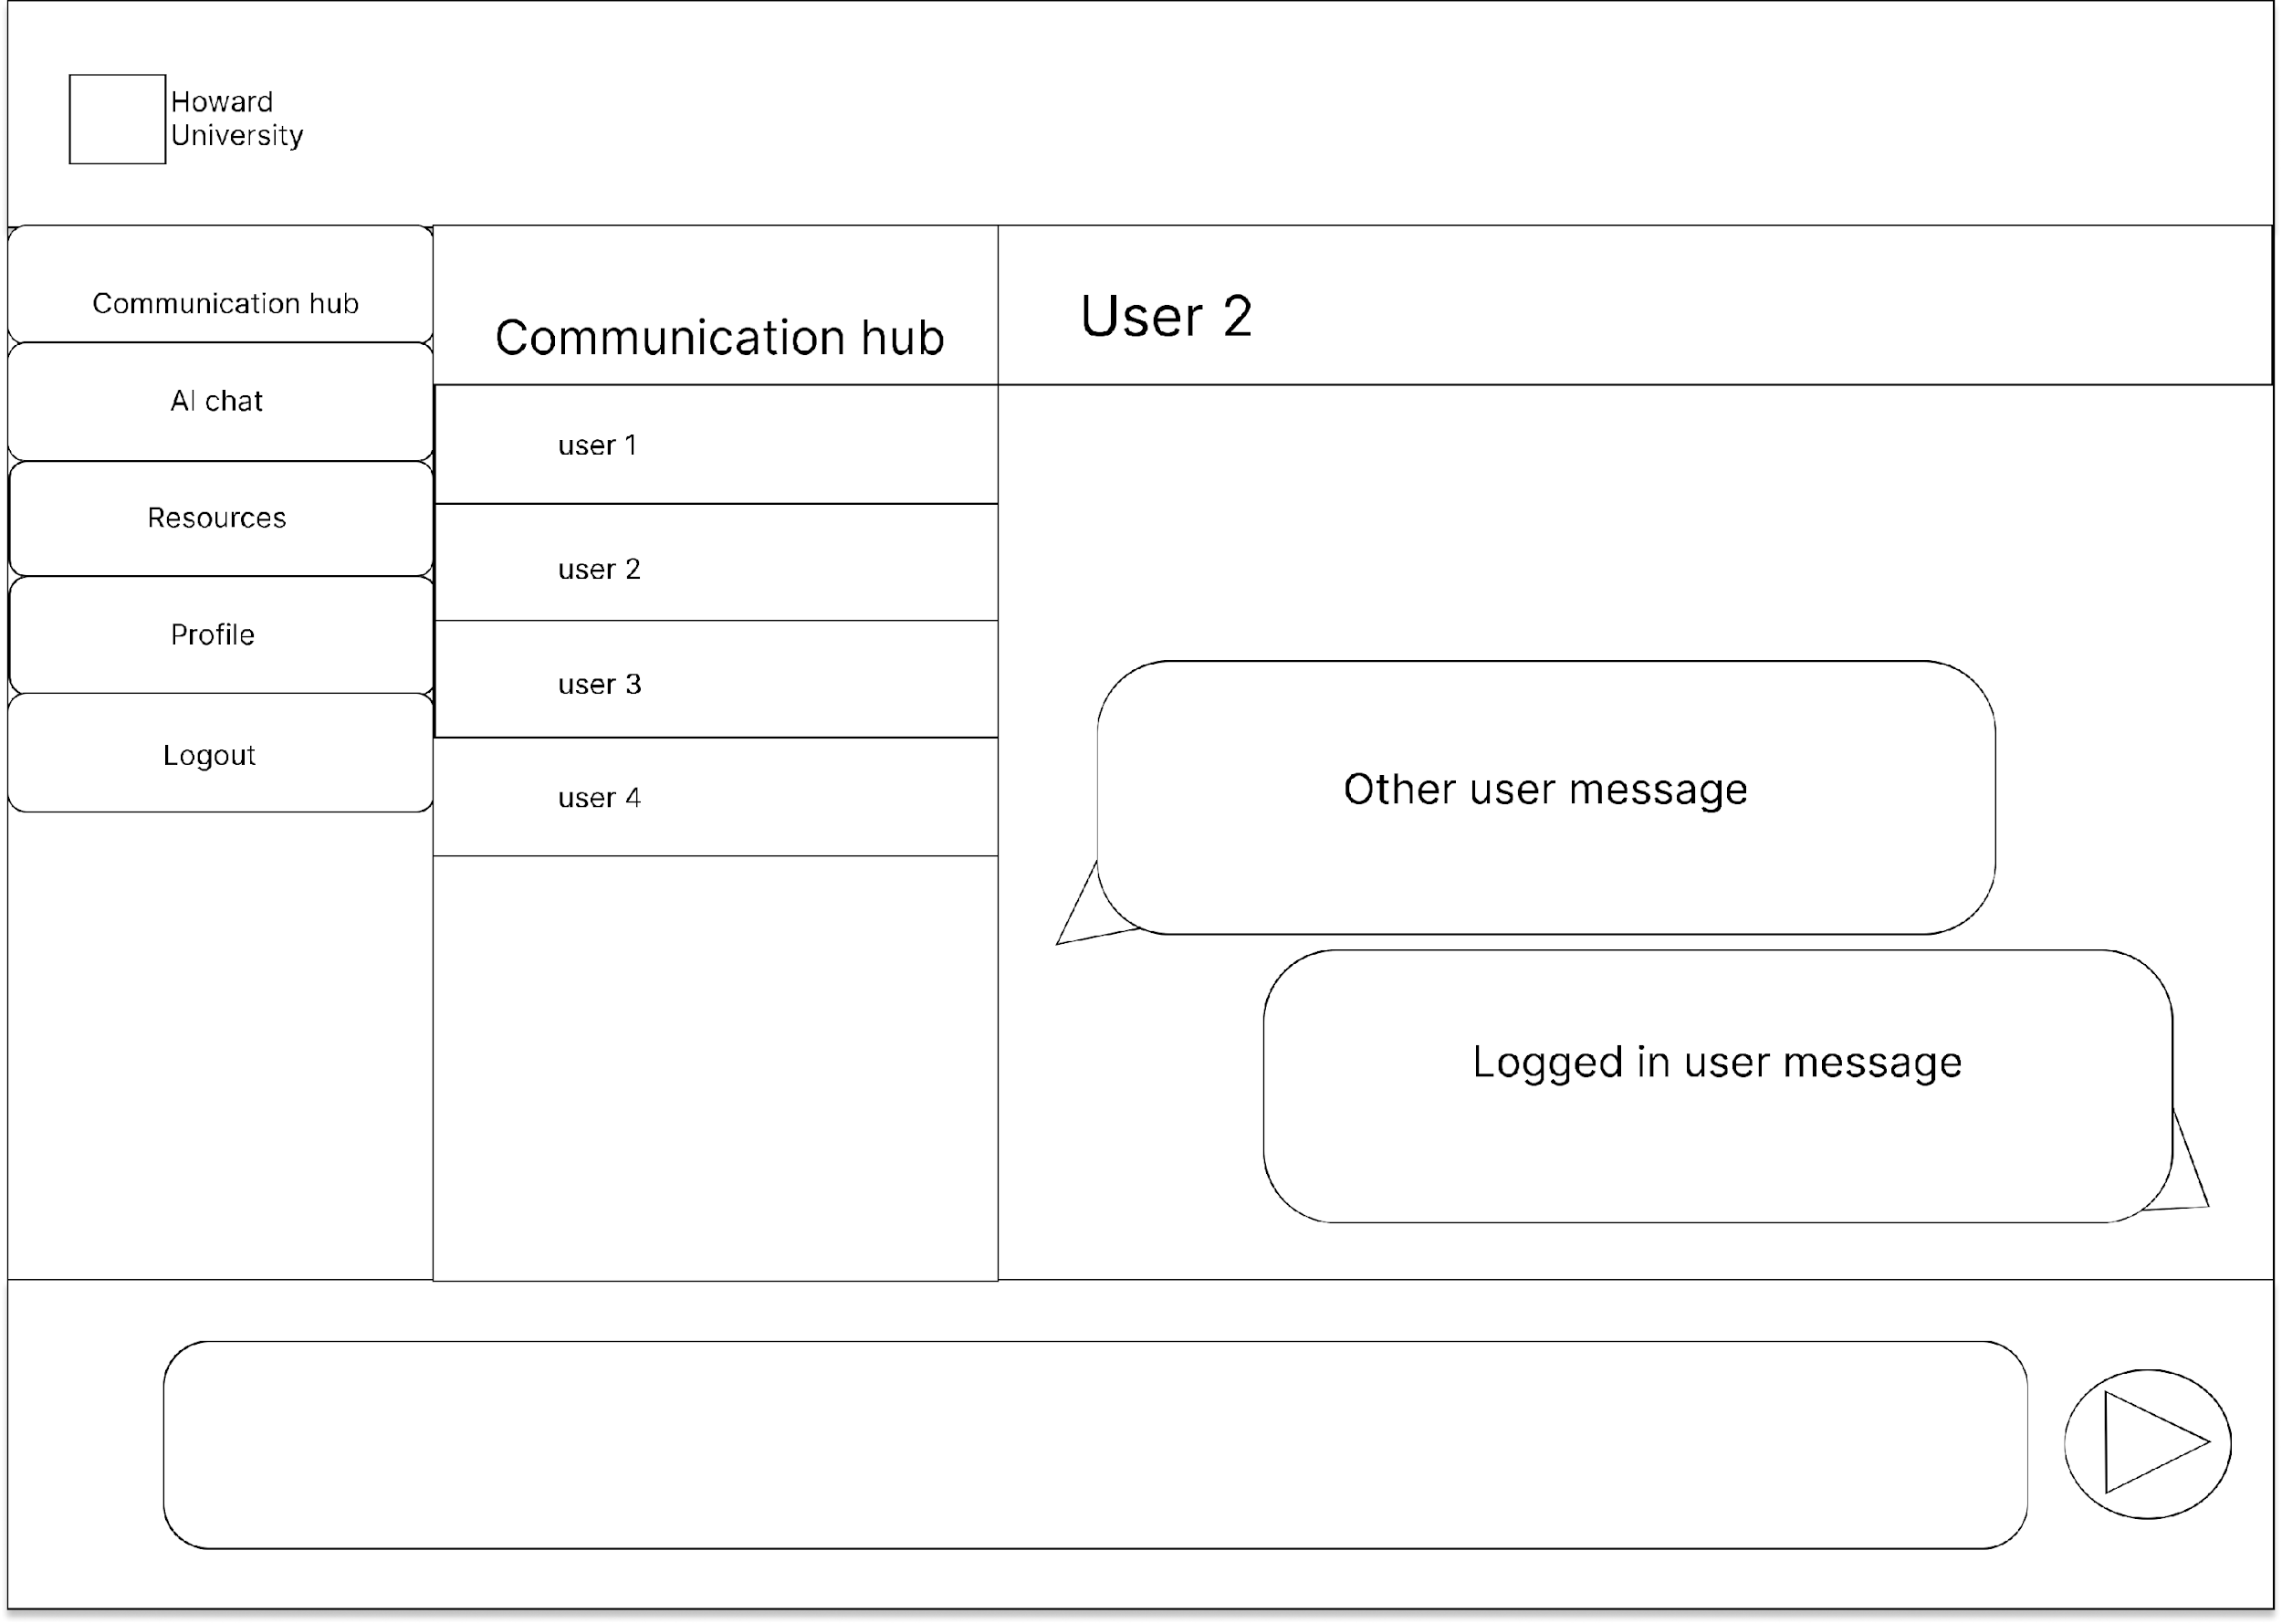 Howard
University
Communication hub
AI chat
Resources
Profile
Logout
Communication hub
user 1
user 2
user 3
user 4
User 2
Other user message
Logged in user message